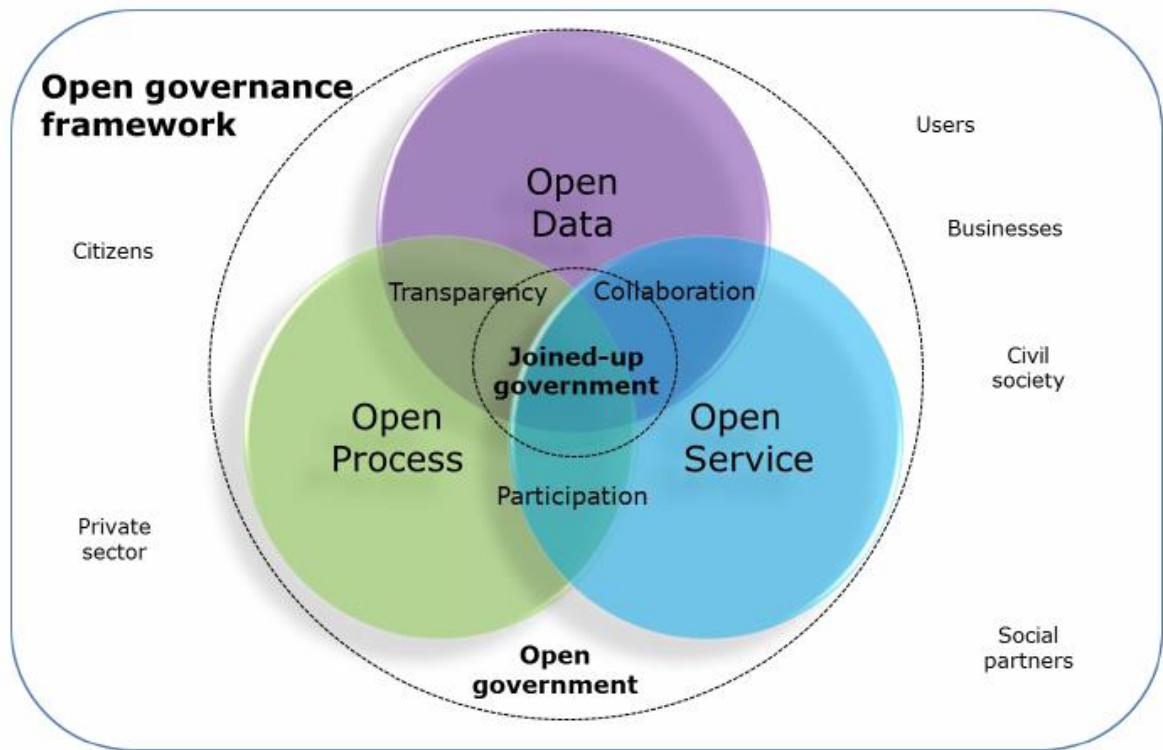 Open governance
framework
Users
Open
Data
Businesses
Citizens
Transparency
Collaboration
Joined-up
government
Civil
society
Open
Process
Open
Service
Participation
Private
sector
Open
government
Social
partners